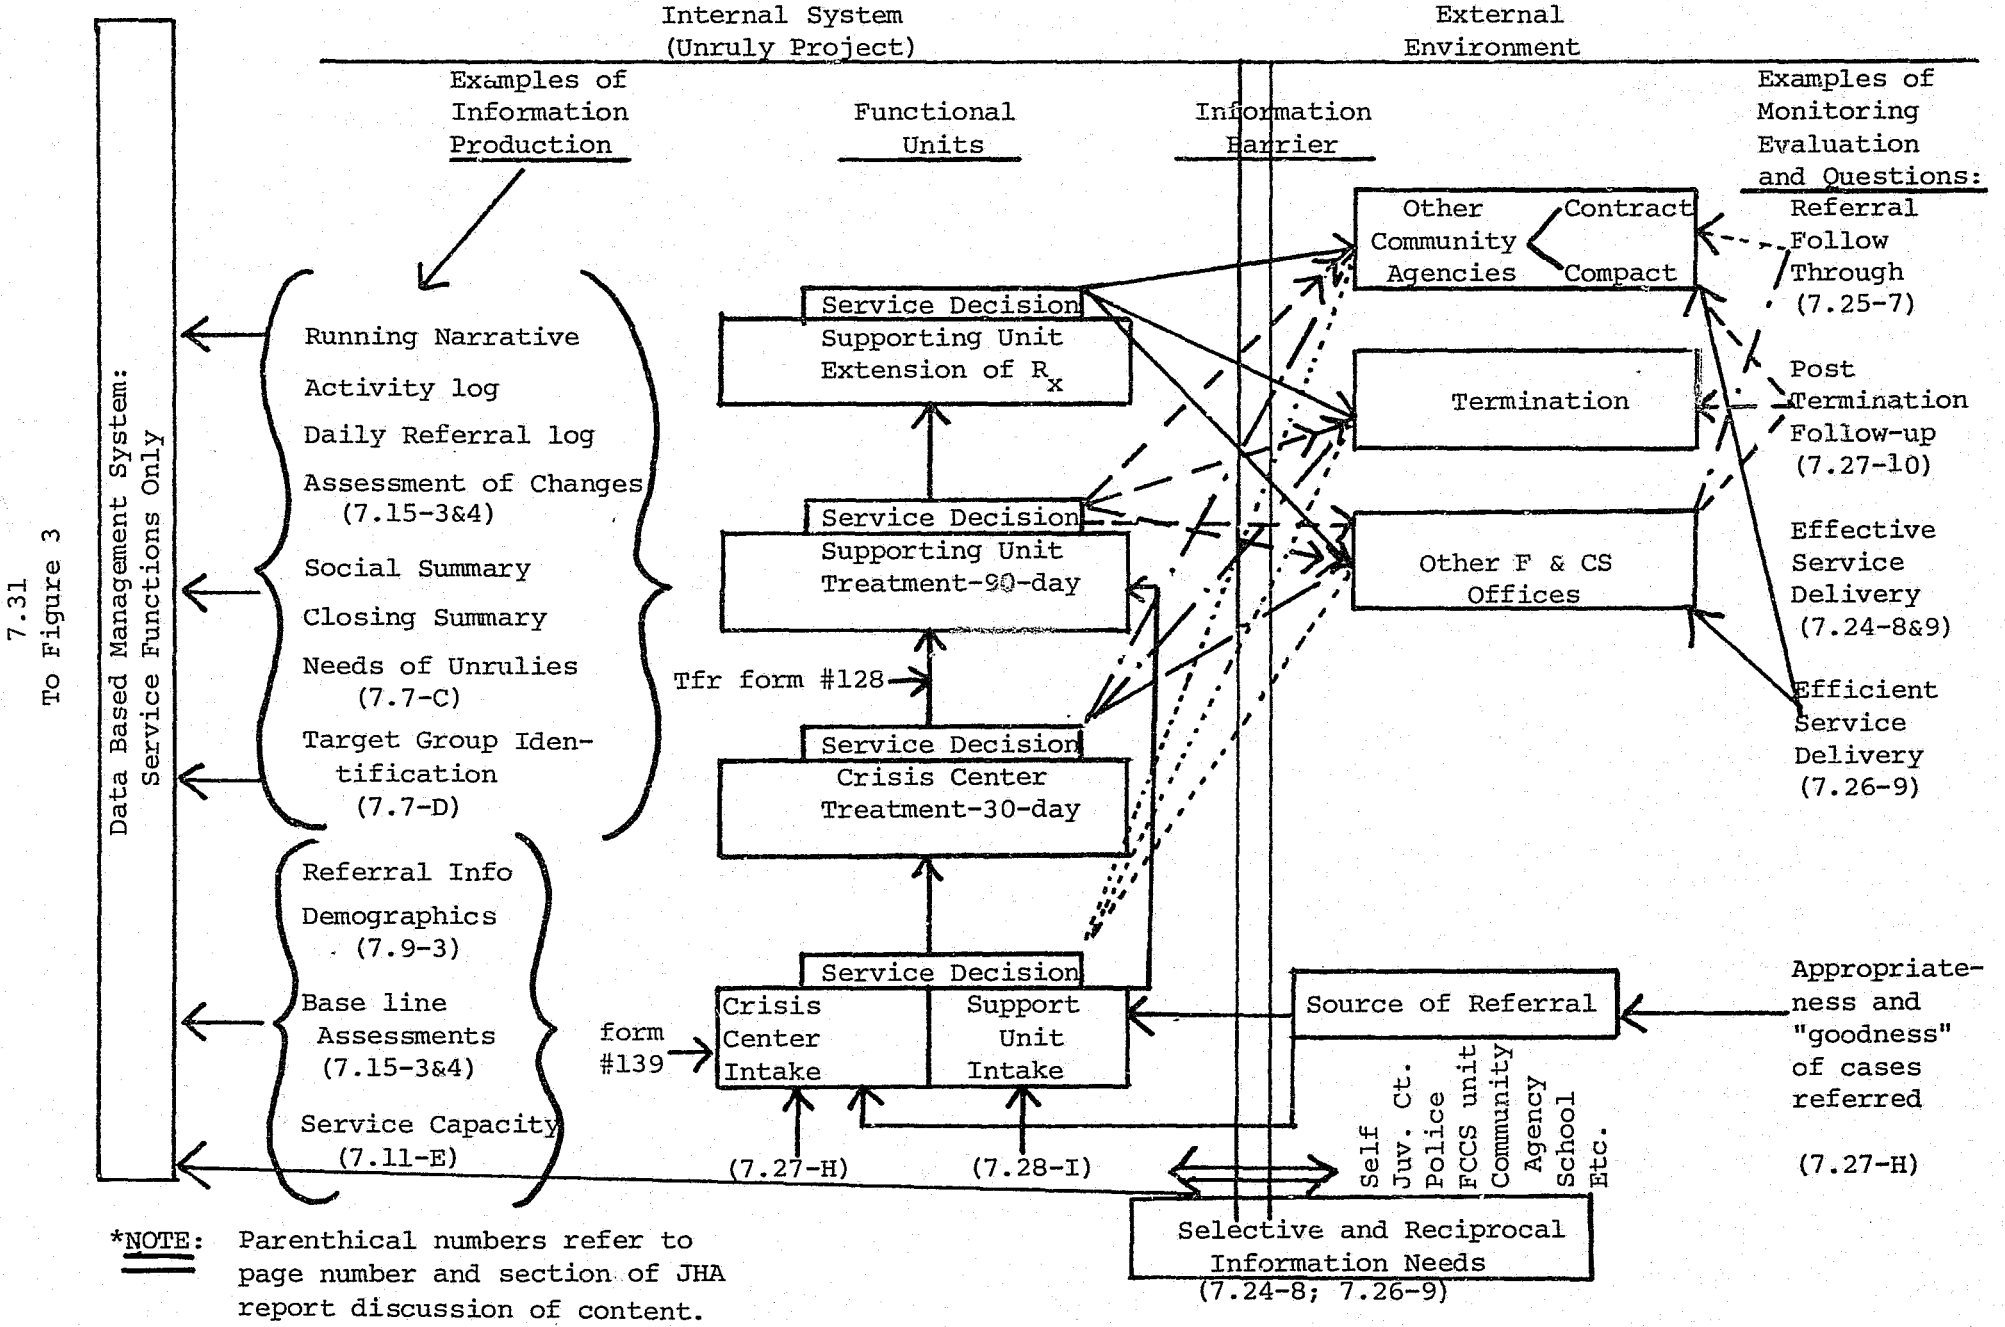 7.31
To Figure 3
Data Based Management System:
Service Functions Only
Internal System
(Unruly Project)
External
Environment
Examples of
Information
Production
Functional
Units
Information
Barrier
Examples of
Monitoring
Evaluation
and Questions:
Running Narrative
Activity log
Daily Referral log
Assessment of Changes
(7.15-3&4)
Social Summary
Closing Summary
Needs of Unrulies
(7.7-C)
Target Group Iden-
tification
(7.7-D)
Referral Info
Demographics
(7.9-3)
Base line
Assessments
(7.15-3&4)
Service Capacity
(7.11-E)
Service Decision
Supporting Unit
Extension of Rx
Service Decision
Supporting Unit
Treatment-90-day
Tfr form #128
Service Decision
Crisis Center
Treatment-30-day
Service Decision
Crisis
Center
Intake
Support
Unit
Intake
form
#139
(7.27-H)
(7.28-I)
Other
Community
Agencies
Contract
Compact
Termination
Other F & CS
Offices
Source of Referral
Self
Juv. Ct.
Police
FCCS unit
Community
Agency
School
Etc.
Selective and Reciprocal
Information Needs
(7.24-8; 7.26-9)
Referral
Follow
Through
(7.25-7)
Post
Termination
Follow-up
(7.27-10)
Effective
Service
Delivery
(7.24-8&9)
Efficient
Service
Delivery
(7.26-9)
Appropriate-
ness and
"goodness"
of cases
referred
(7.27-H)
*NOTE: Parenthical numbers refer to
page number and section of JHA
report discussion of content.